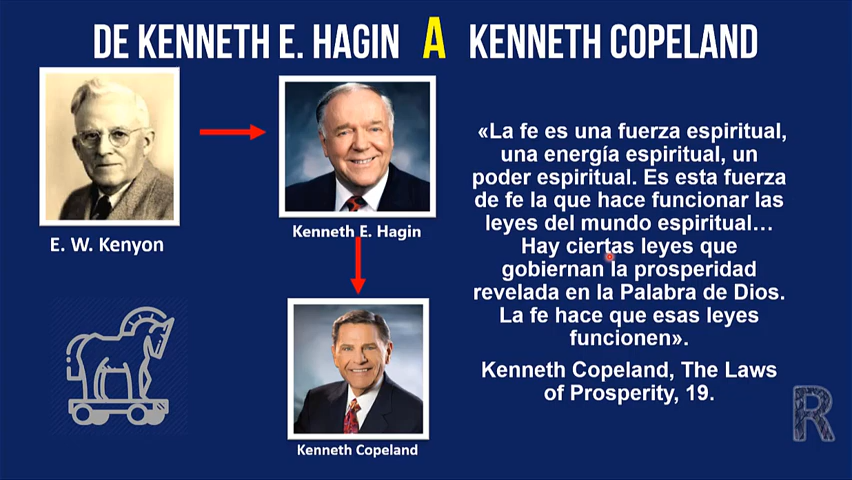 DE KENNETH E. HAGIN A KENNETH COPELAND
E. W. Kenyon
Kenneth E. Hagin
Kenneth Copeland
«La fe es una fuerza espiritual,
una energía espiritual, un
poder espiritual. Es esta fuerza
de fe la que hace funcionar las
leyes del mundo espiritual...
Hay ciertas leyes que
gobiernan la prosperidad
revelada en la Palabra de Dios.
La fe hace que esas leyes
funcionen».
Kenneth Copeland, The Laws
of Prosperity, 19.
R